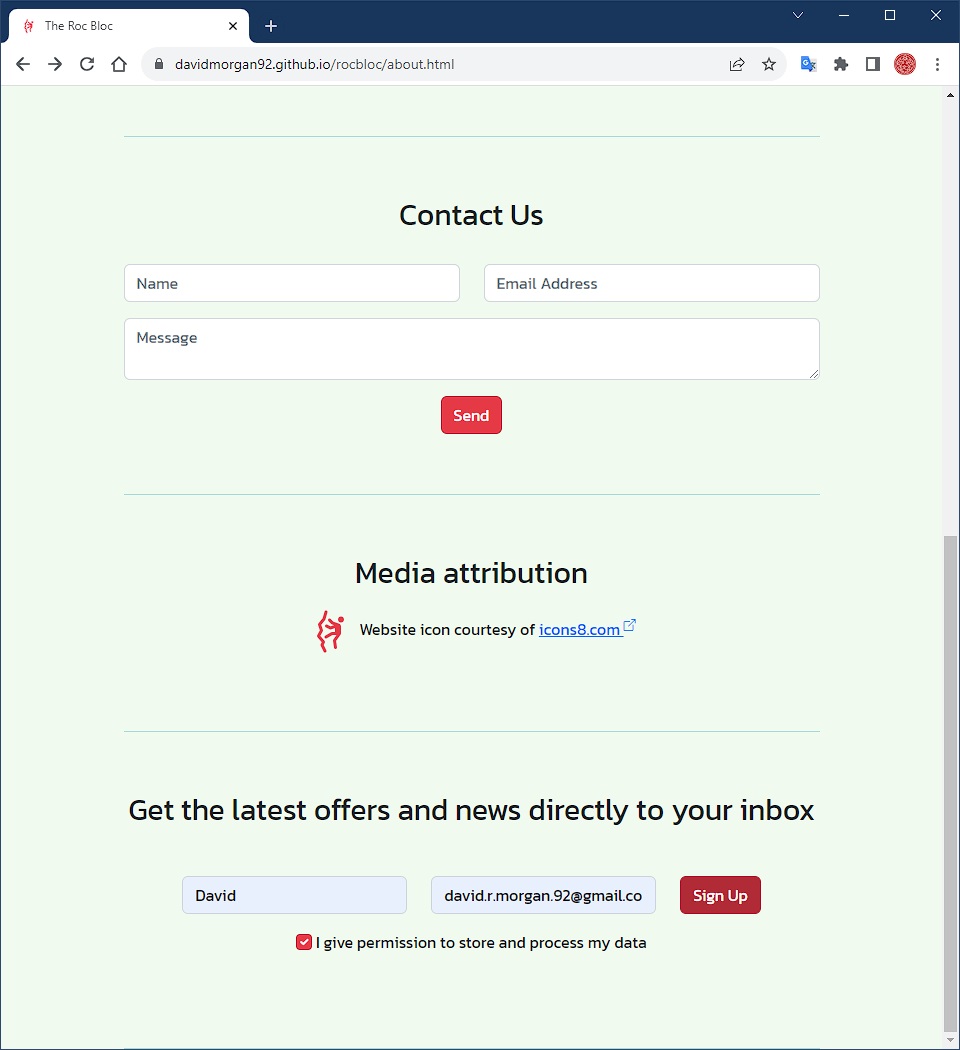 The Roc Bloc
davidmorgan92.github.io/rocbloc/about.html
Contact Us
Name
Email Address
Message
Send
Media attribution
Website icon courtesy of icons8.com
Get the latest offers and news directly to your inbox
David
david.r.morgan.92@gmail.co
Sign Up
I give permission to store and process my data